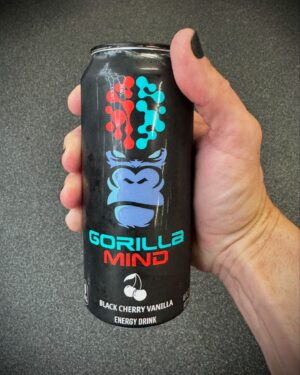 GORILLA
MIND
BLACK CHERRY VANILLA
ENERGY DRINK